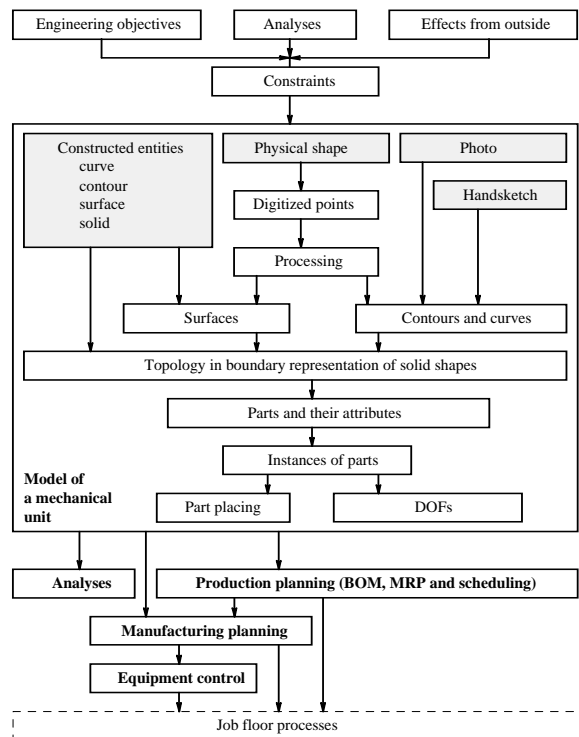 Engineering objectives
Analyses
Effects from outside
Constraints
Constructed entities
curve
contour
surface
solid
Physical shape
Photo
Handsketch
Digitized points
Processing
Surfaces
Contours and curves
Topology in boundary representation of solid shapes
Parts and their attributes
Instances of parts
Model of
a mechanical
unit
Part placing
DOFs
Analyses
Production planning (BOM, MRP and scheduling)
Manufacturing planning
Equipment control
Job floor processes